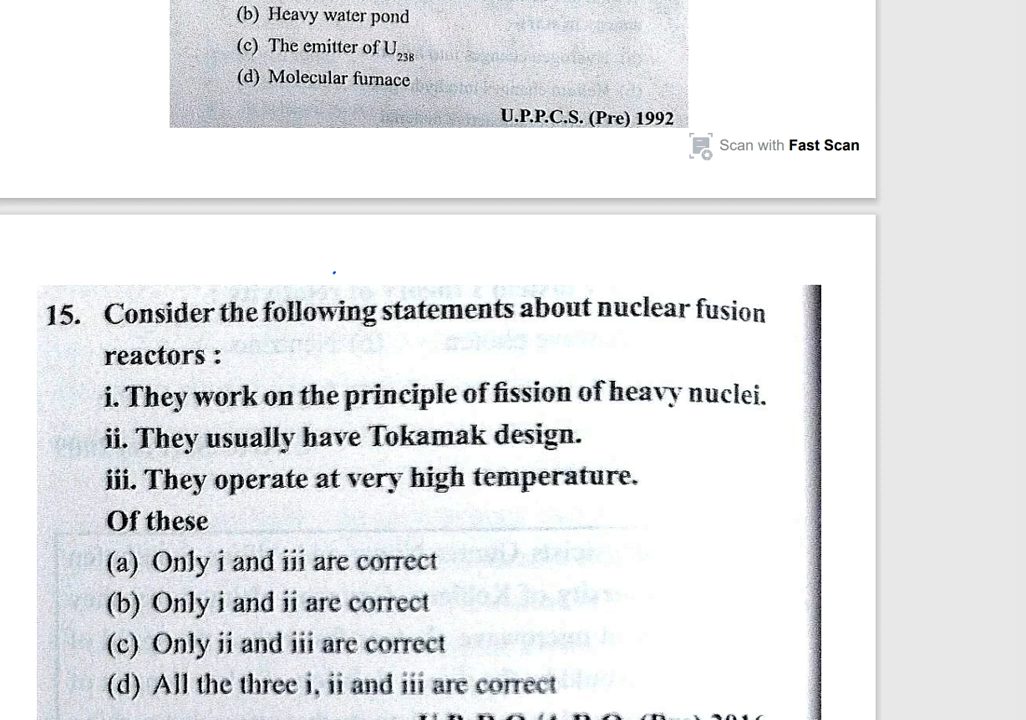 (b) Heavy water pond
(c) The emitter of U238
(d) Molecular furnace
U.P.P.C.S. (Pre) 1992
Scan with Fast Scan
15. Consider the following statements about nuclear fusion
reactors :
i. They work on the principle of fission of heavy nuclei.
ii. They usually have Tokamak design.
iii. They operate at very high temperature.
Of these
(a) Only i and iii are correct
(b) Only i and ii are correct
(c) Only ii and iii are correct
(d) All the three i, ii and iii are correct